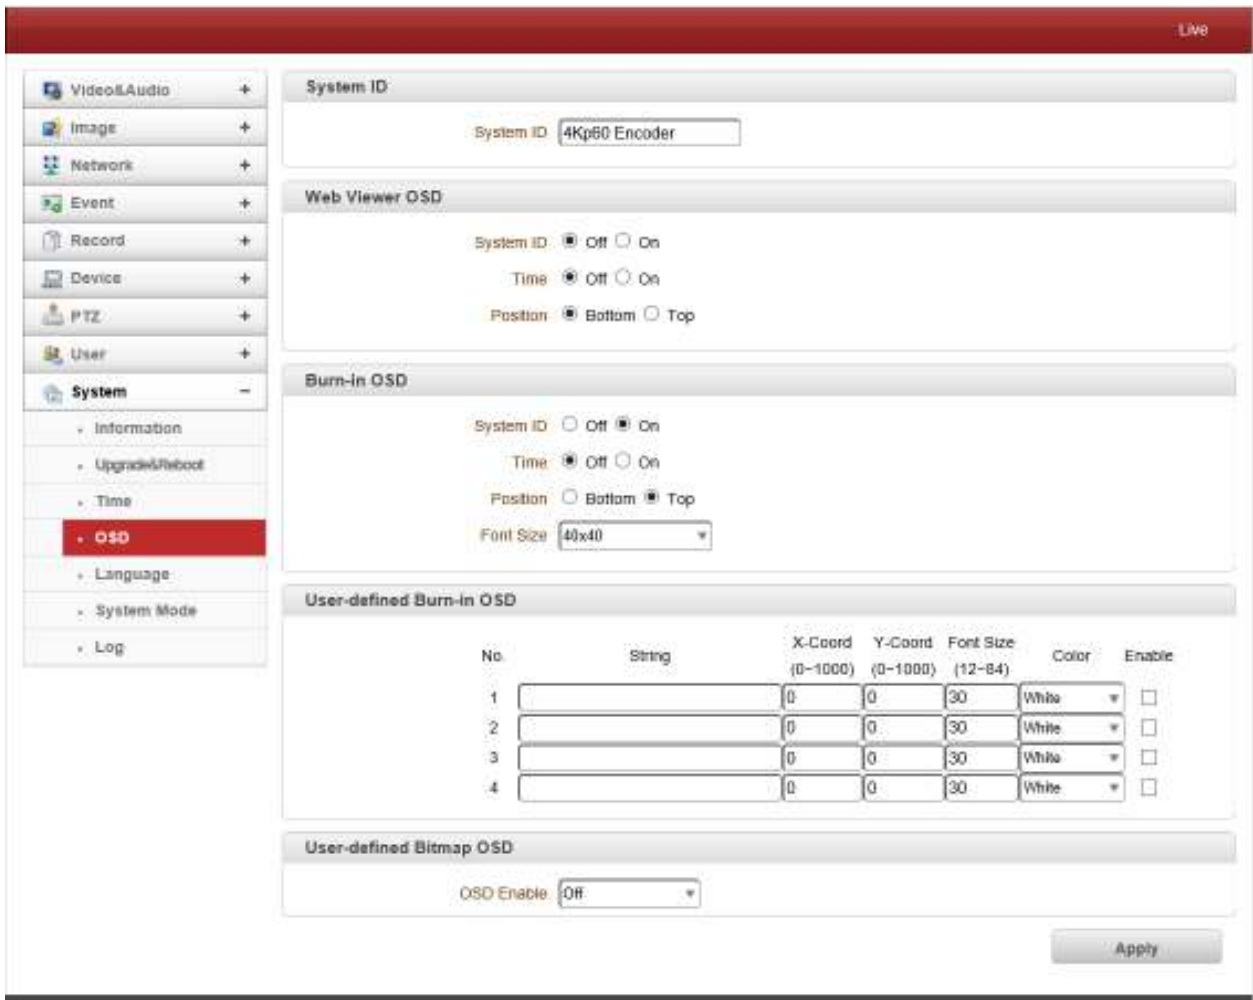 Live
Video&Audio +
Image +
Network +
Event +
Record +
Device +
PTZ +
User +
System −
Information
Upgrade&Reboot
Time
OSD
Language
System Mode
Log
System ID
System ID 4Kp60 Encoder
Web Viewer OSD
System ID Off On
Time Off On
Position Bottom Top
Burn-in OSD
System ID Off On
Time Off On
Position Bottom Top
Font Size 40x40
User-defined Burn-in OSD
No. String X-Coord Y-Coord Font Size Color Enable
(0~1000) (0~1000) (12~84)
1 0 0 30 White
2 0 0 30 White
3 0 0 30 White
4 0 0 30 White
User-defined Bitmap OSD
OSD Enable Off
Apply